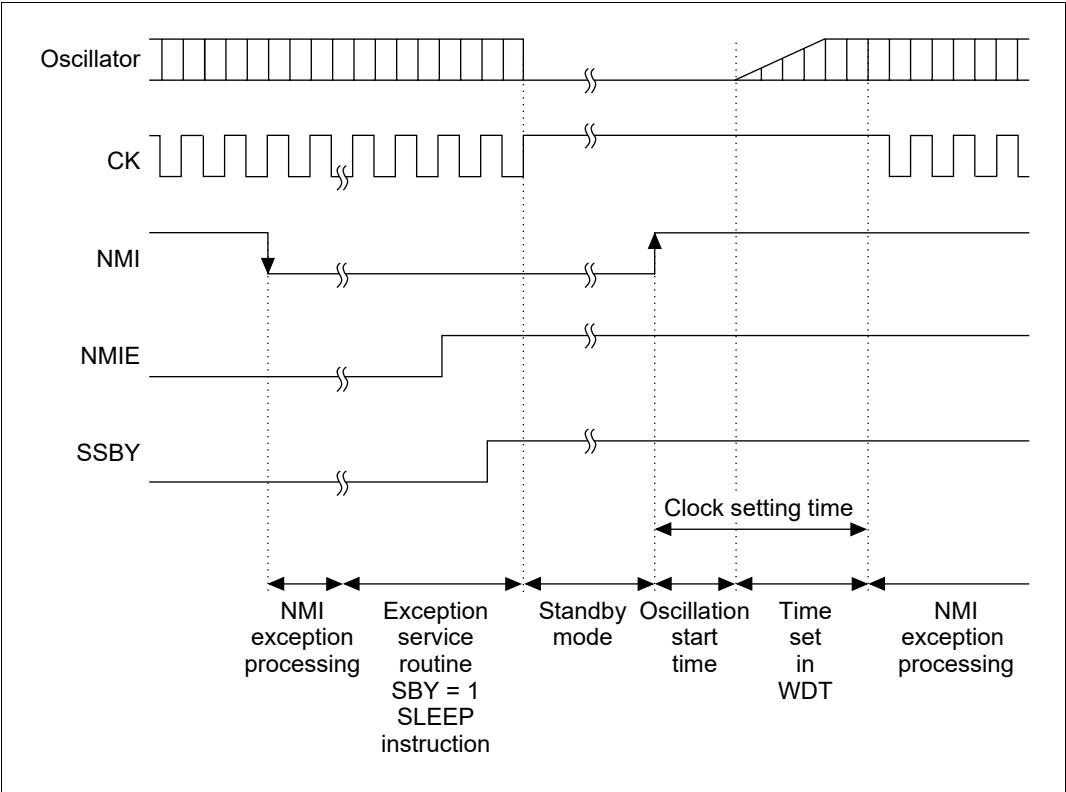 Oscillator
CK
NMI
NMIE
SSBY
Clock setting time
NMI
exception
processing
Exception
service
routine
SBY = 1
SLEEP
instruction
Standby
mode
Oscillation
start
time
Time
set
in
WDT
NMI
exception
processing